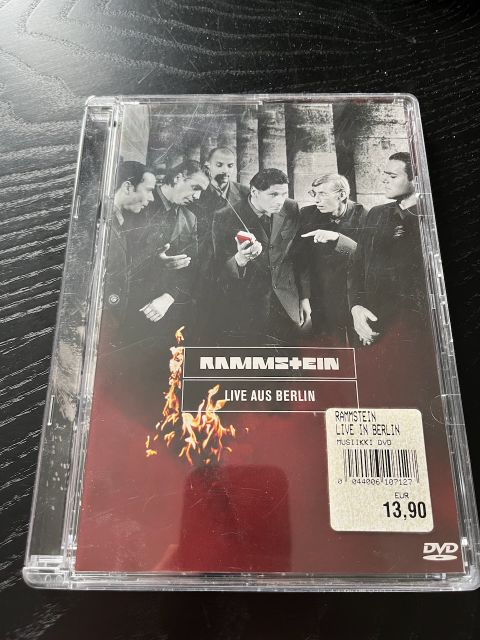 RAMMSTEIN
LIVE AUS BERLIN
RAMMSTEIN
LIVE IN BERLIN
MUSIIKKI DVD
0 044006 107127
EUR
13,90
DVD